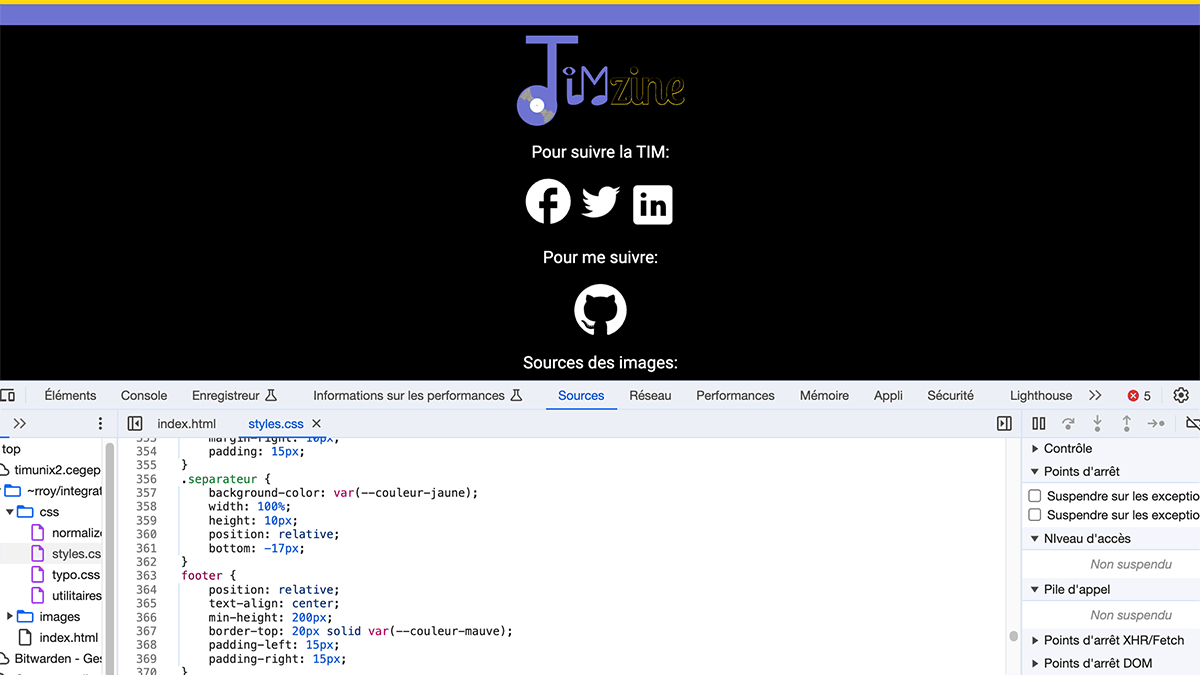 TiMzine
Pour suivre la TIM:
in
Pour me suivre:
Sources des images:
Éléments Console Enregistreur Informations sur les performances Sources Réseau Performances Mémoire Appli Sécurité Lighthouse 5
index.html styles.css
353 margin-right: 10px;
354 padding: 15px;
355 }
356 .separateur {
357 background-color: var(--couleur-jaune);
358 width: 100%;
359 height: 10px;
360 position: relative;
361 bottom: -17px;
362 }
363 footer {
364 position: relative;
365 text-align: center;
366 min-height: 200px;
367 border-top: 20px solid var(--couleur-mauve);
368 padding-left: 15px;
369 padding-right: 15px;
370 }
top
timunix2.cegep
~rroy/integrat
css
normalize
styles.cs
typo.css
utilitaires
images
index.html
Bitwarden - Ges
Contrôle
Points d'arrêt
Suspendre sur les exceptio
Suspendre sur les exceptio
NIveau d'accès
Non suspendu
Pile d'appel
Non suspendu
Points d'arrêt XHR/Fetch
Points d'arrêt DOM